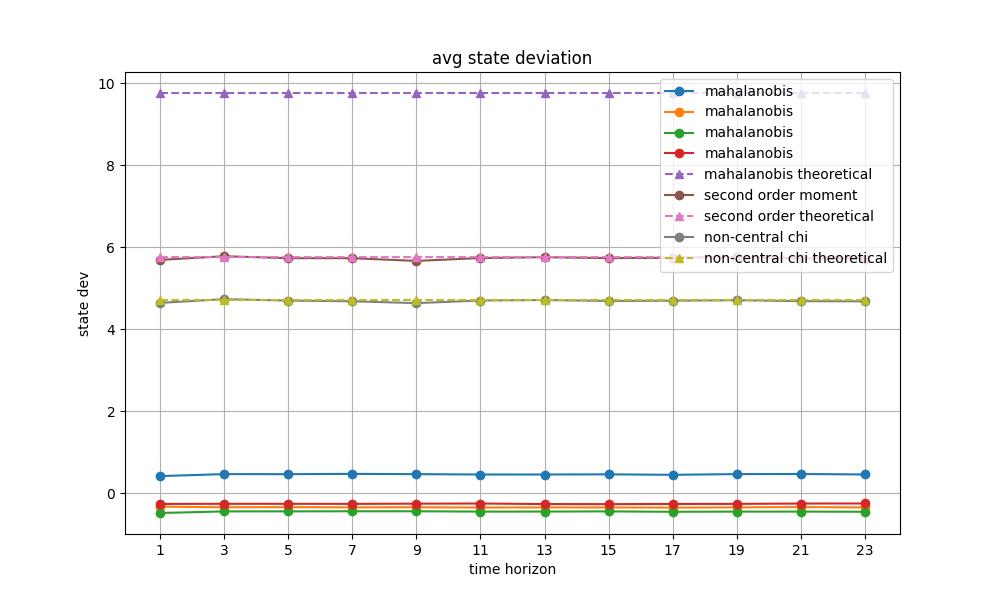 avg state deviation
10
8
6
4
2
0
state dev
mahalanobis
mahalanobis
mahalanobis
mahalanobis
mahalanobis theoretical
second order moment
second order theoretical
non-central chi
non-central chi theoretical
1 3 5 7 9 11 13 15 17 19 21 23
time horizon